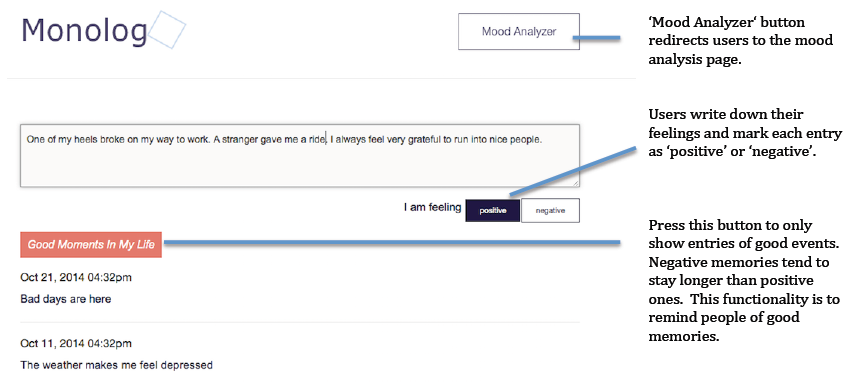 Monolog
Mood Analyzer
‘Mood Analyzer‘ button
redirects users to the mood
analysis page.
One of my heels broke on my way to work. A stranger gave me a ride. I always feel very grateful to run into nice people.
Users write down their
feelings and mark each entry
as ‘positive’ or ‘negative’.
I am feeling positive negative
Good Moments In My Life
Press this button to only
show entries of good events.
Negative memories tend to
stay longer than positive
ones.  This functionality is to
remind people of good
memories.
Oct 21, 2014 04:32pm
Bad days are here
Oct 11, 2014 04:32pm
The weather makes me feel depressed